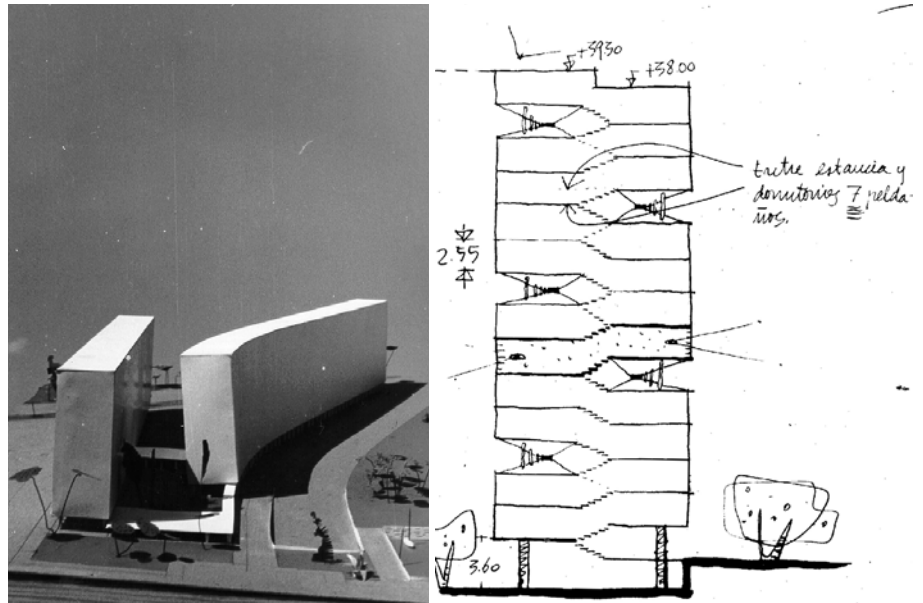 +39.30
+38.00
Entre estancia y
dormitorios 7 pelda-
ños.
2.55
3.60